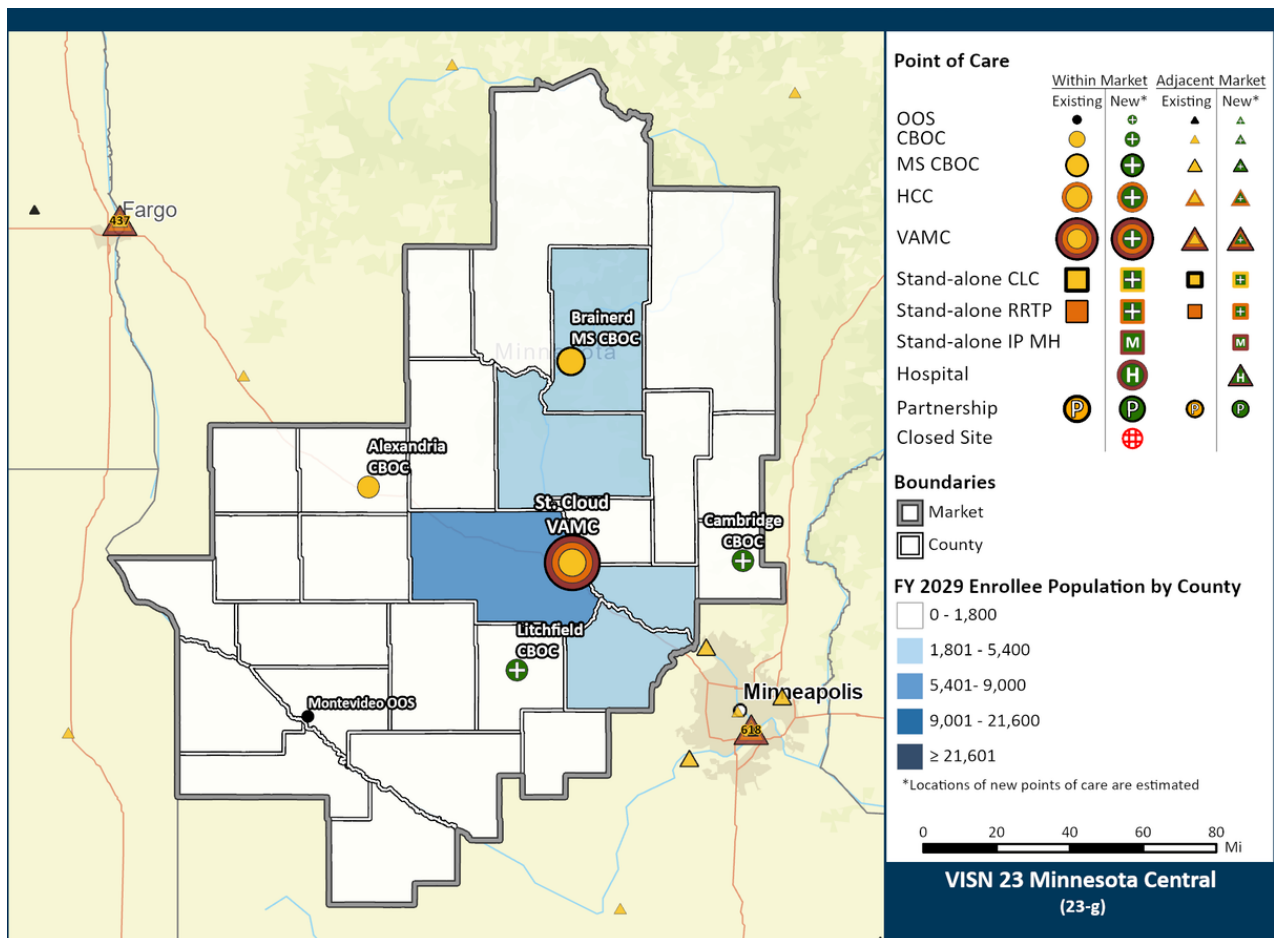 Fargo
437
Brainerd
MS CBOC
Minnesota
Alexandria
CBOC
St. Cloud
VAMC
Cambridge
CBOC
Litchfield
CBOC
Montevideo OOS
Minneapolis
618
Point of Care
Within Market Adjacent Market
Existing New* Existing New*
OOS
CBOC
MS CBOC
HCC
VAMC
Stand-alone CLC
Stand-alone RRTP
Stand-alone IP MH M M
Hospital H H
Partnership P P P P
Closed Site
Boundaries
Market
County
FY 2029 Enrollee Population by County
0 - 1,800
1,801 - 5,400
5,401- 9,000
9,001 - 21,600
≥ 21,601
*Locations of new points of care are estimated
0 20 40 60 80
Mi
VISN 23 Minnesota Central
(23-g)